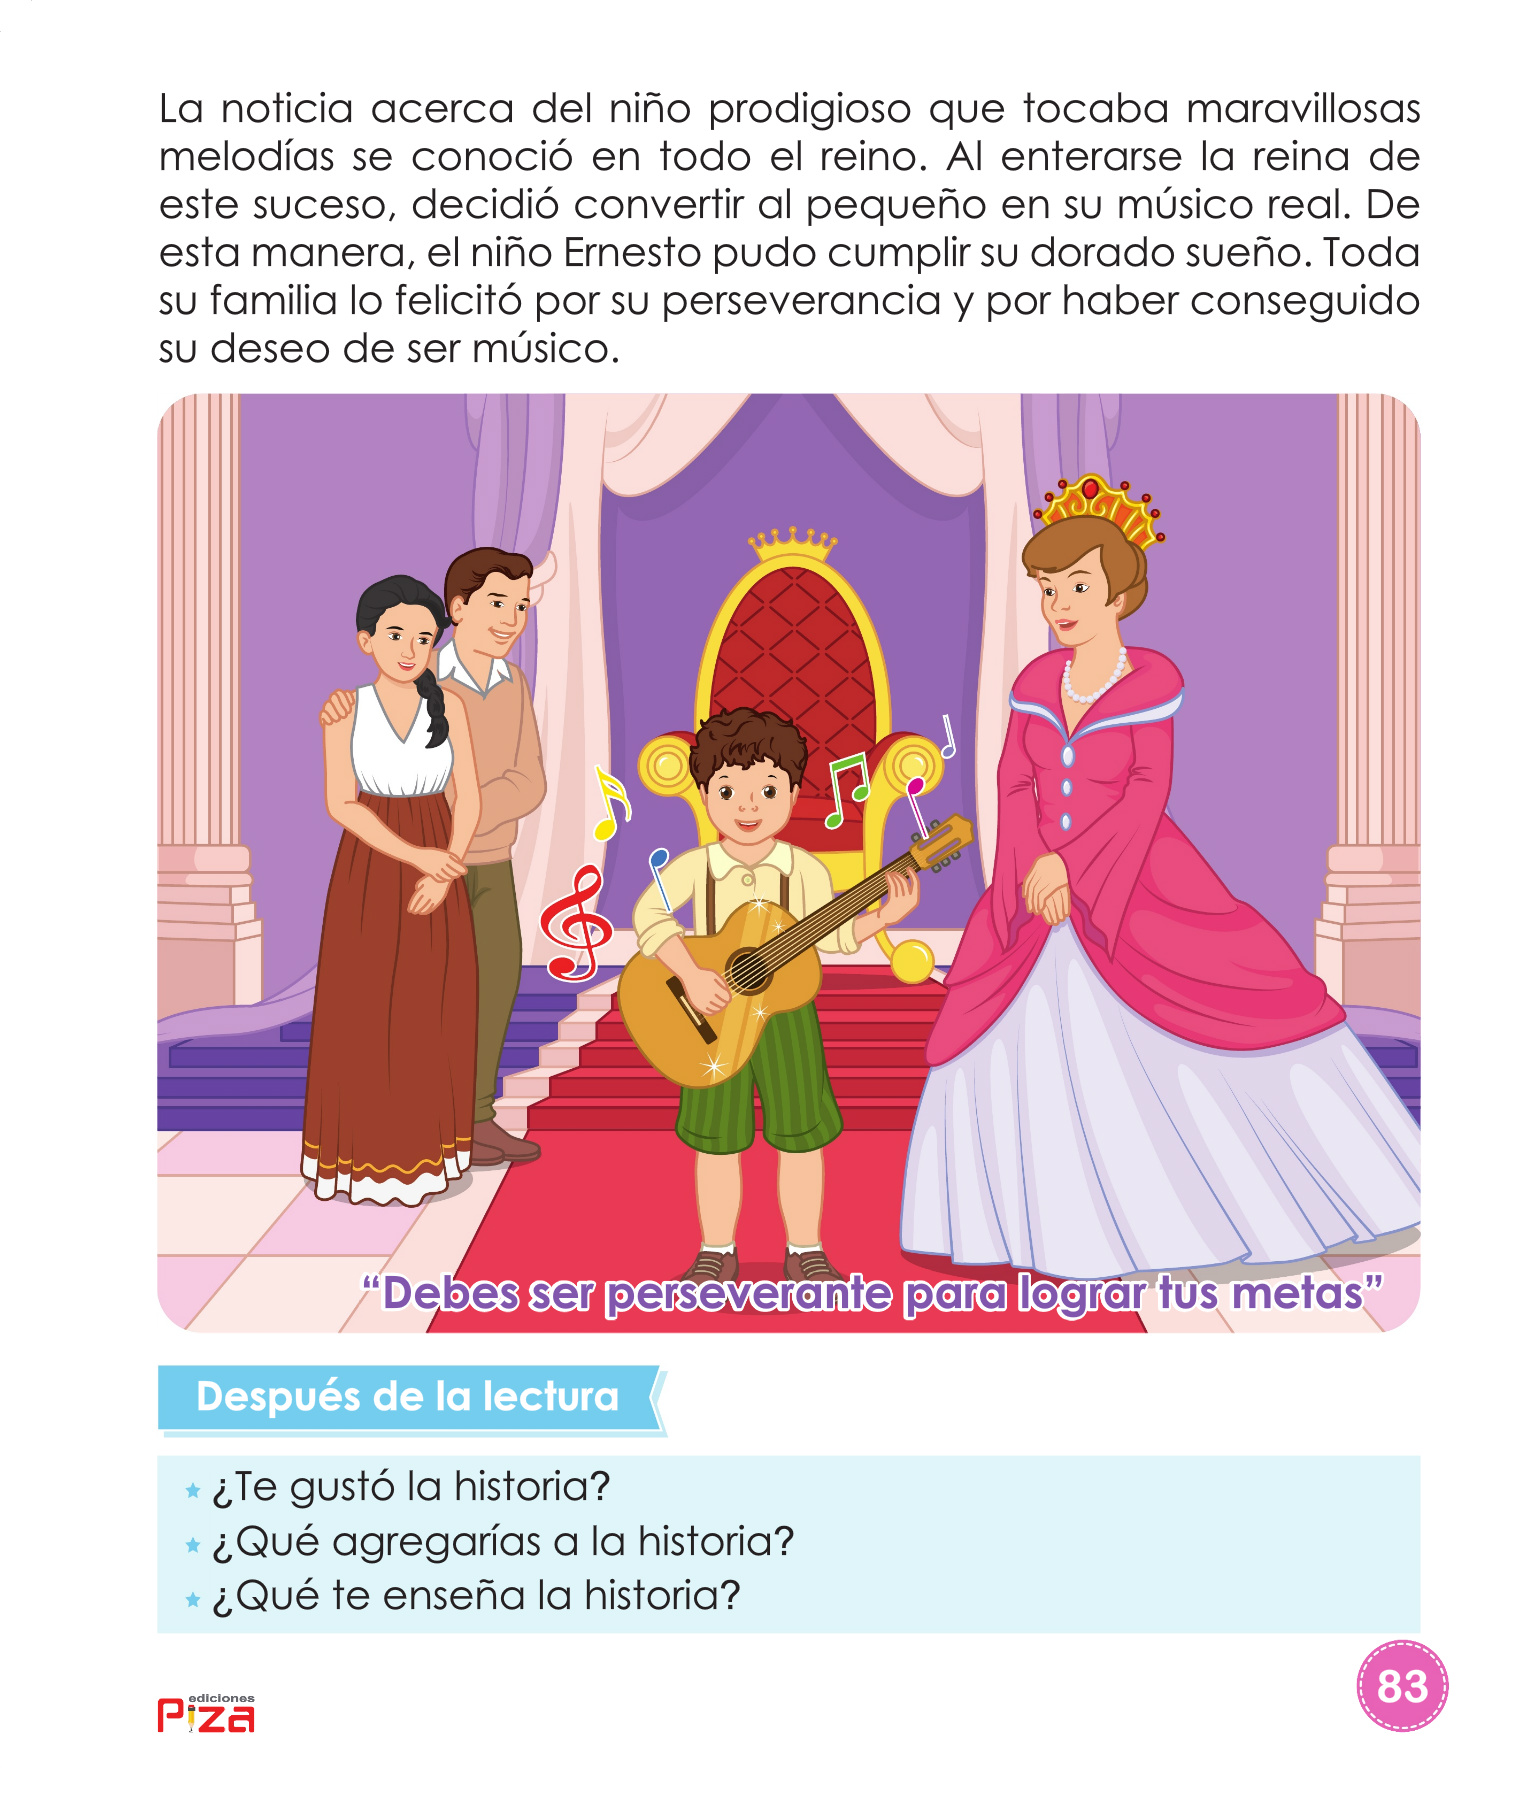 La noticia acerca del niño prodigioso que tocaba maravillosas
melodías se conoció en todo el reino. Al enterarse la reina de
este suceso, decidió convertir al pequeño en su músico real. De
esta manera, el niño Ernesto pudo cumplir su dorado sueño. Toda
su familia lo felicitó por su perseverancia y por haber conseguido
su deseo de ser músico.
“Debes ser perseverante para lograr tus metas”
Después de la lectura
¿Te gustó la historia?
¿Qué agregarías a la historia?
¿Qué te enseña la historia?
ediciones
Piza
83